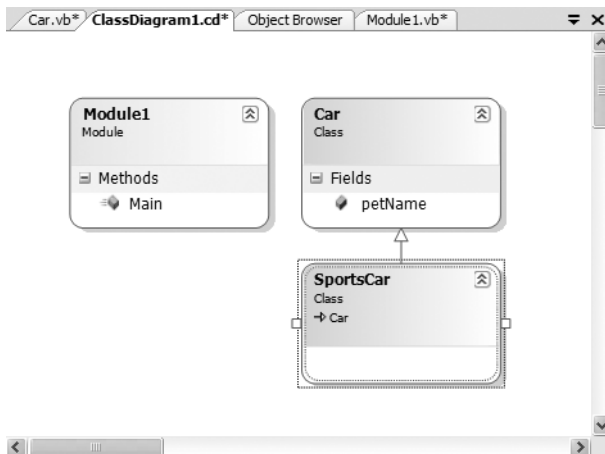 Car.vb* ClassDiagram1.cd* Object Browser Module1.vb*
Module1
Module
Methods
Main
Car
Class
Fields
petName
SportsCar
Class
Car